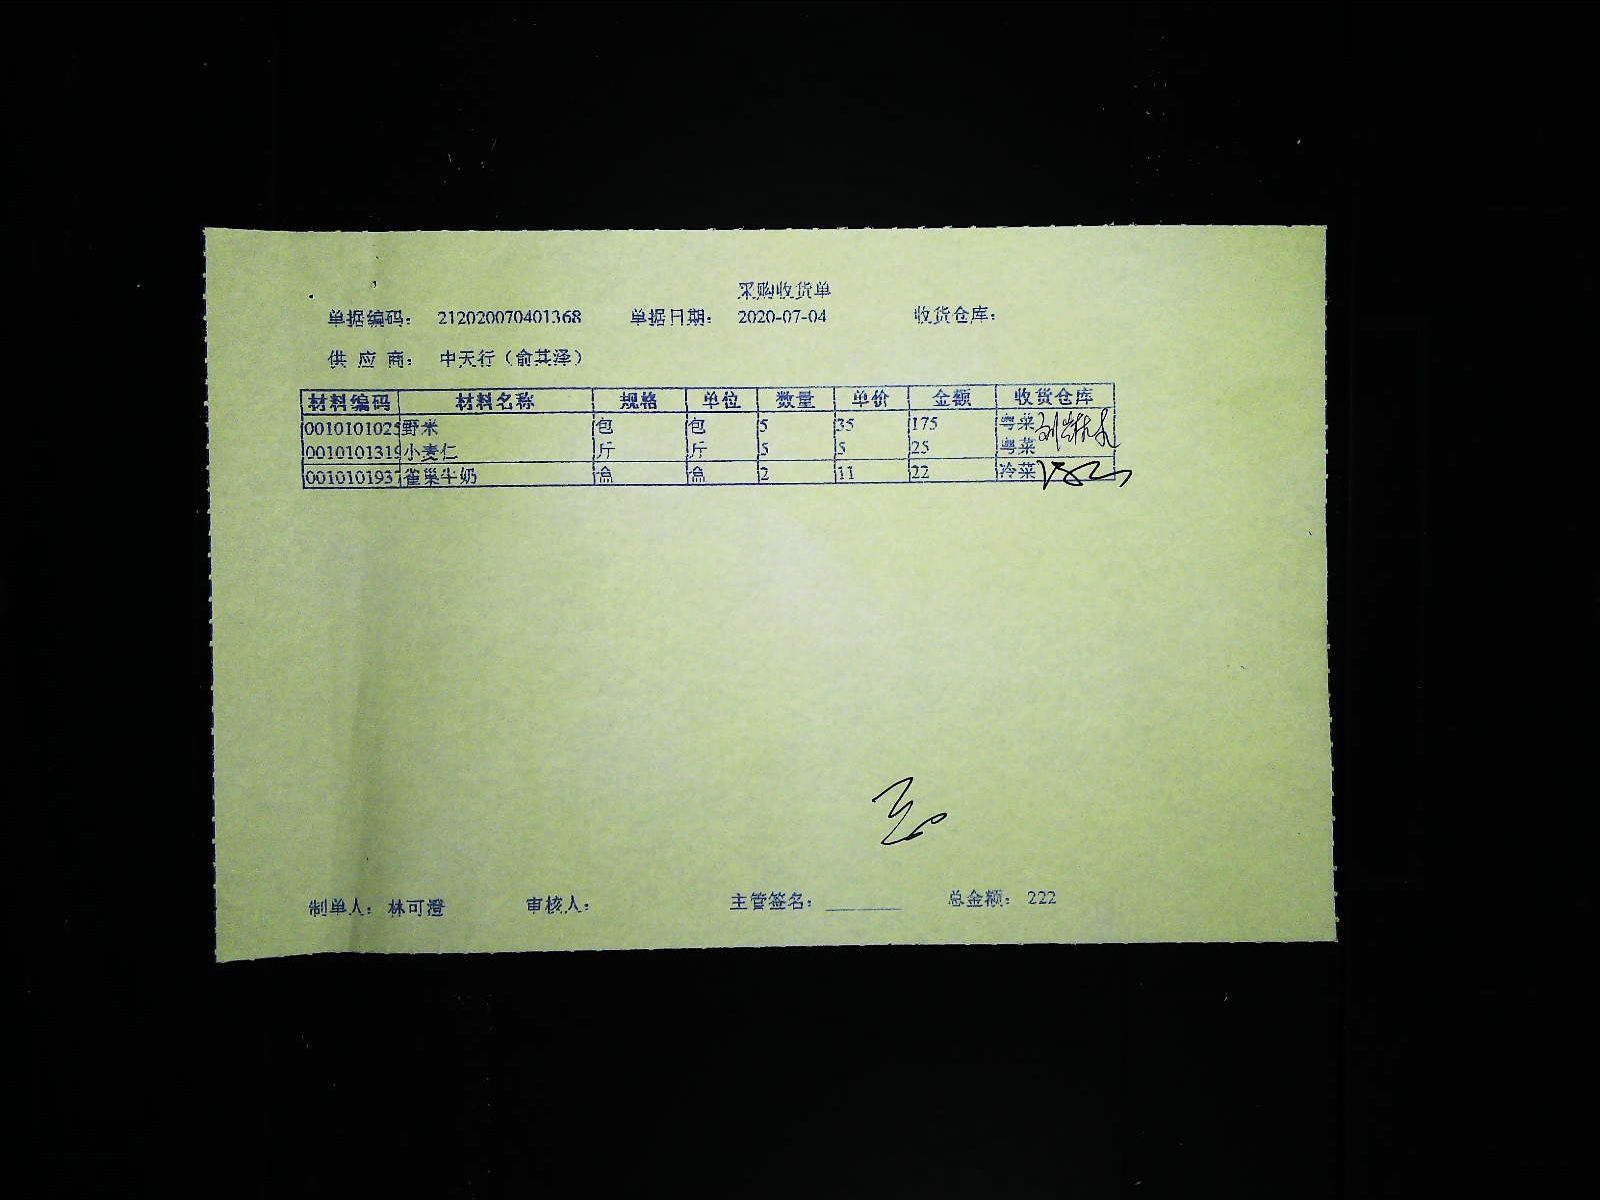 采购收货单
单据编码： 212020070401368 单据日期： 2020-07-04 收货仓库：
供 应 商： 中天行（俞其泽）
材料编码 材料名称 规格 单位 数量 单价 金额 收货仓库
0010101025 野米 包 包 5 35 175 粤菜
0010101319 小麦仁 斤 斤 5 5 25 粤菜
0010101937 雀巢牛奶 盒 盒 2 11 22 冷菜
制单人： 林可澄 审核人： 主管签名： ________ 总金额： 222